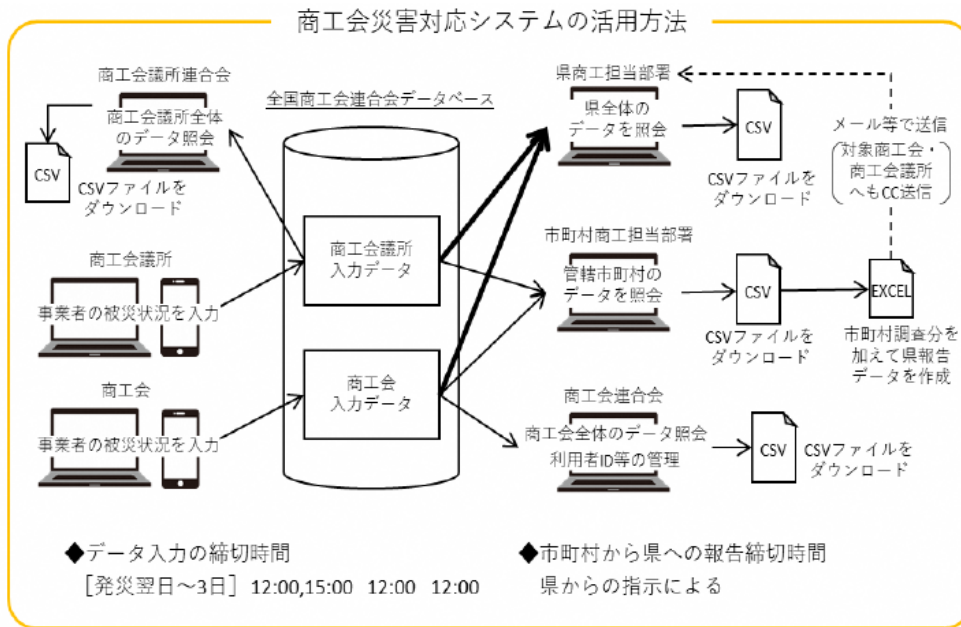 商工会災害対応システムの活用方法
商工会議所連合会
商工会議所全体
のデータ照会
CSV
CSVファイルを
ダウンロード
全国商工会連合会データベース
商工会議所
入力データ
商工会
入力データ
商工会議所
事業者の被災状況を入力
商工会
事業者の被災状況を入力
県商工担当部署
県全体の
データを照会
CSV
CSVファイルを
ダウンロード
メール等で送信
(対象商工会・
商工会議所
へもCC送信)
市町村商工担当部署
管轄市町村の
データを照会
CSV
CSVファイルを
ダウンロード
EXCEL
市町村調査分を
加えて県報告
データを作成
商工会連合会
商工会全体のデータ照会
利用者ID等の管理
CSV
CSVファイルを
ダウンロード
◆データ入力の締切時間
[発災翌日~3日] 12:00,15:00 12:00 12:00
◆市町村から県への報告締切時間
県からの指示による